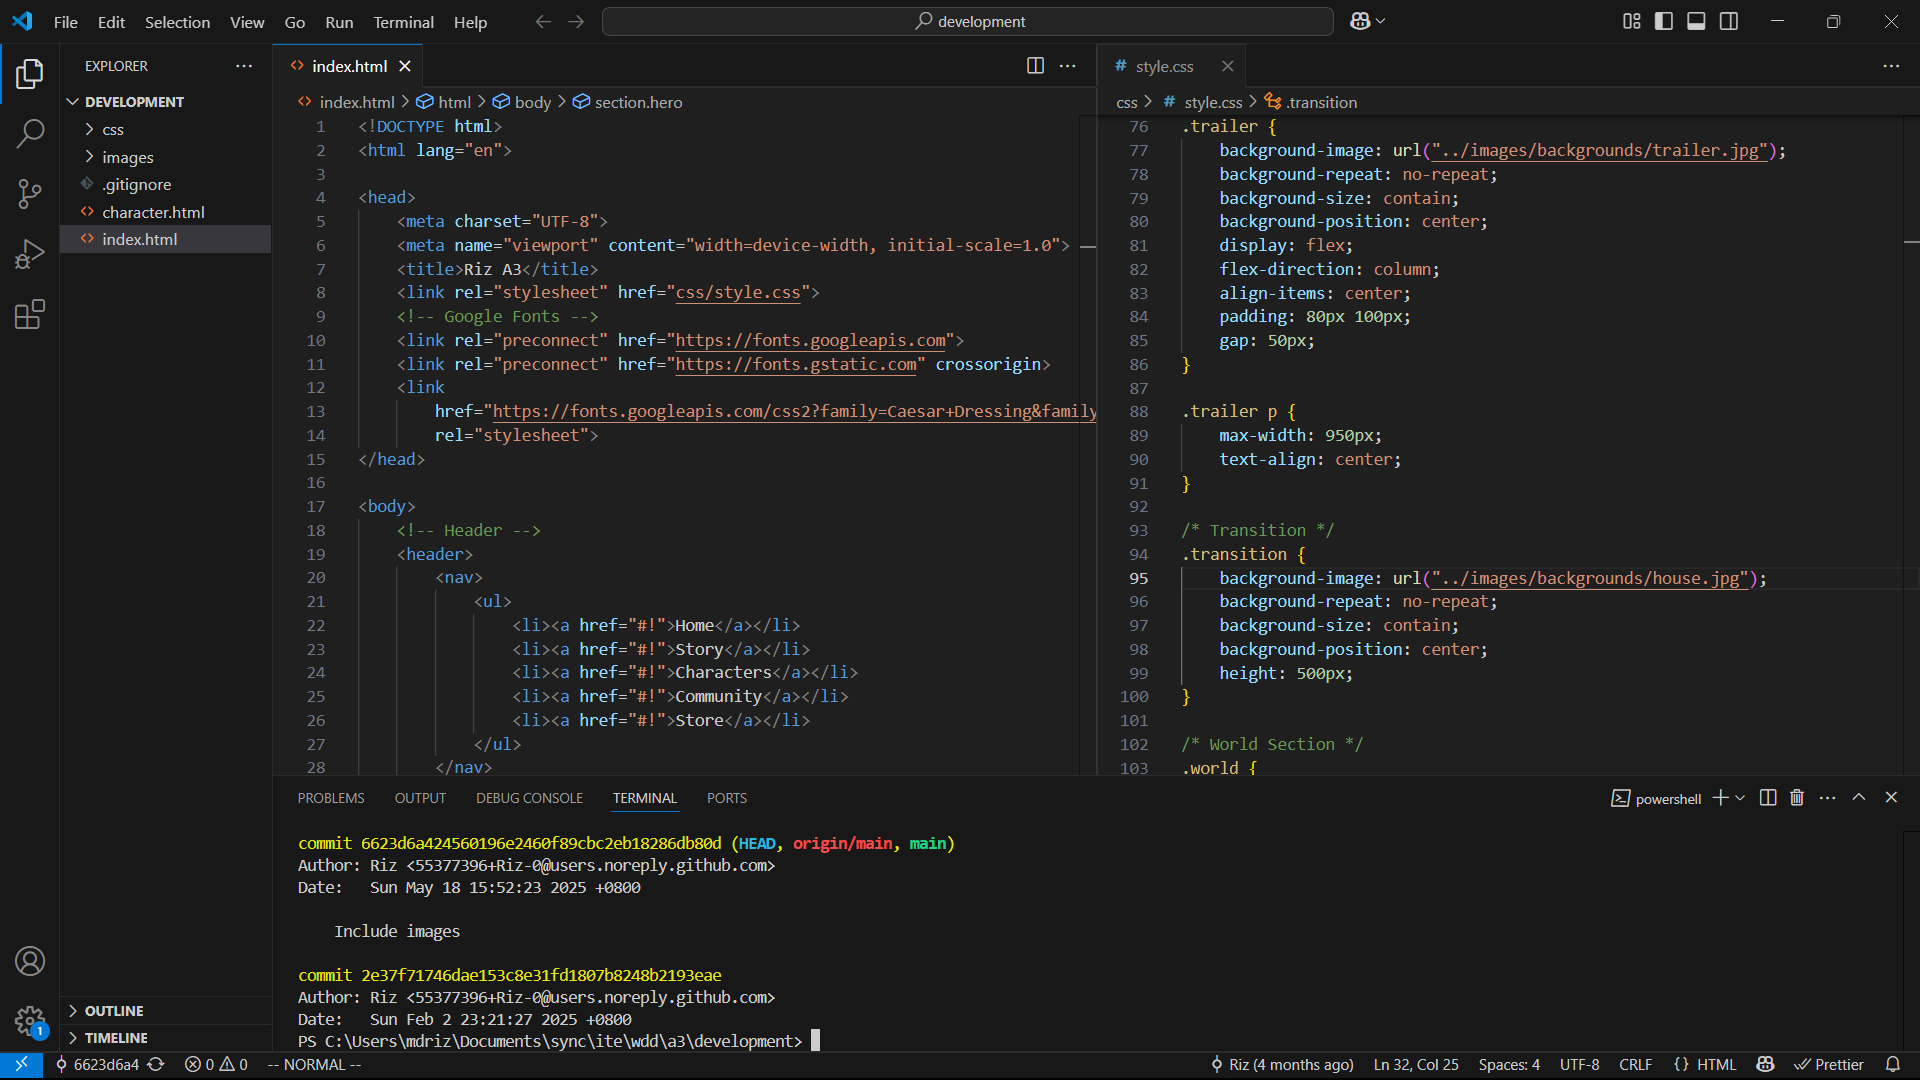 File Edit Selection View Go Run Terminal Help
development
EXPLORER
DEVELOPMENT
css
images
.gitignore
character.html
index.html
OUTLINE
TIMELINE
index.html
index.html > html > body > section.hero
1 <!DOCTYPE html>
2 <html lang="en">
3
4 <head>
5 <meta charset="UTF-8">
6 <meta name="viewport" content="width=device-width, initial-scale=1.0">
7 <title>Riz A3</title>
8 <link rel="stylesheet" href="css/style.css">
9 <!-- Google Fonts -->
10 <link rel="preconnect" href="https://fonts.googleapis.com">
11 <link rel="preconnect" href="https://fonts.gstatic.com" crossorigin>
12 <link
13 href="https://fonts.googleapis.com/css2?family=Caesar+Dressing&family
14 rel="stylesheet">
15 </head>
16
17 <body>
18 <!-- Header -->
19 <header>
20 <nav>
21 <ul>
22 <li><a href="#!">Home</a></li>
23 <li><a href="#!">Story</a></li>
24 <li><a href="#!">Characters</a></li>
25 <li><a href="#!">Community</a></li>
26 <li><a href="#!">Store</a></li>
27 </ul>
28 </nav>
# style.css
css > # style.css > .transition
76 .trailer {
77 background-image: url("../images/backgrounds/trailer.jpg");
78 background-repeat: no-repeat;
79 background-size: contain;
80 background-position: center;
81 display: flex;
82 flex-direction: column;
83 align-items: center;
84 padding: 80px 100px;
85 gap: 50px;
86 }
87
88 .trailer p {
89 max-width: 950px;
90 text-align: center;
91 }
92
93 /* Transition */
94 .transition {
95 background-image: url("../images/backgrounds/house.jpg");
96 background-repeat: no-repeat;
97 background-size: contain;
98 background-position: center;
99 height: 500px;
100 }
101
102 /* World Section */
103 .world {
PROBLEMS OUTPUT DEBUG CONSOLE TERMINAL PORTS
powershell
commit 6623d6a424560196e2460f89cbc2eb18286db80d (HEAD, origin/main, main)
Author: Riz <55377396+Riz-0@users.noreply.github.com>
Date: Sun May 18 15:52:23 2025 +0800
Include images
commit 2e37f71746dae153c8e31fd1807b8248b2193eae
Author: Riz <55377396+Riz-0@users.noreply.github.com>
Date: Sun Feb 2 23:21:27 2025 +0800
PS C:\Users\mdriz\Documents\sync\ite\wdd\a3\development>
1
6623d6a4 0 0 -- NORMAL --
Riz (4 months ago) Ln 32, Col 25 Spaces: 4 UTF-8 CRLF {} HTML Prettier